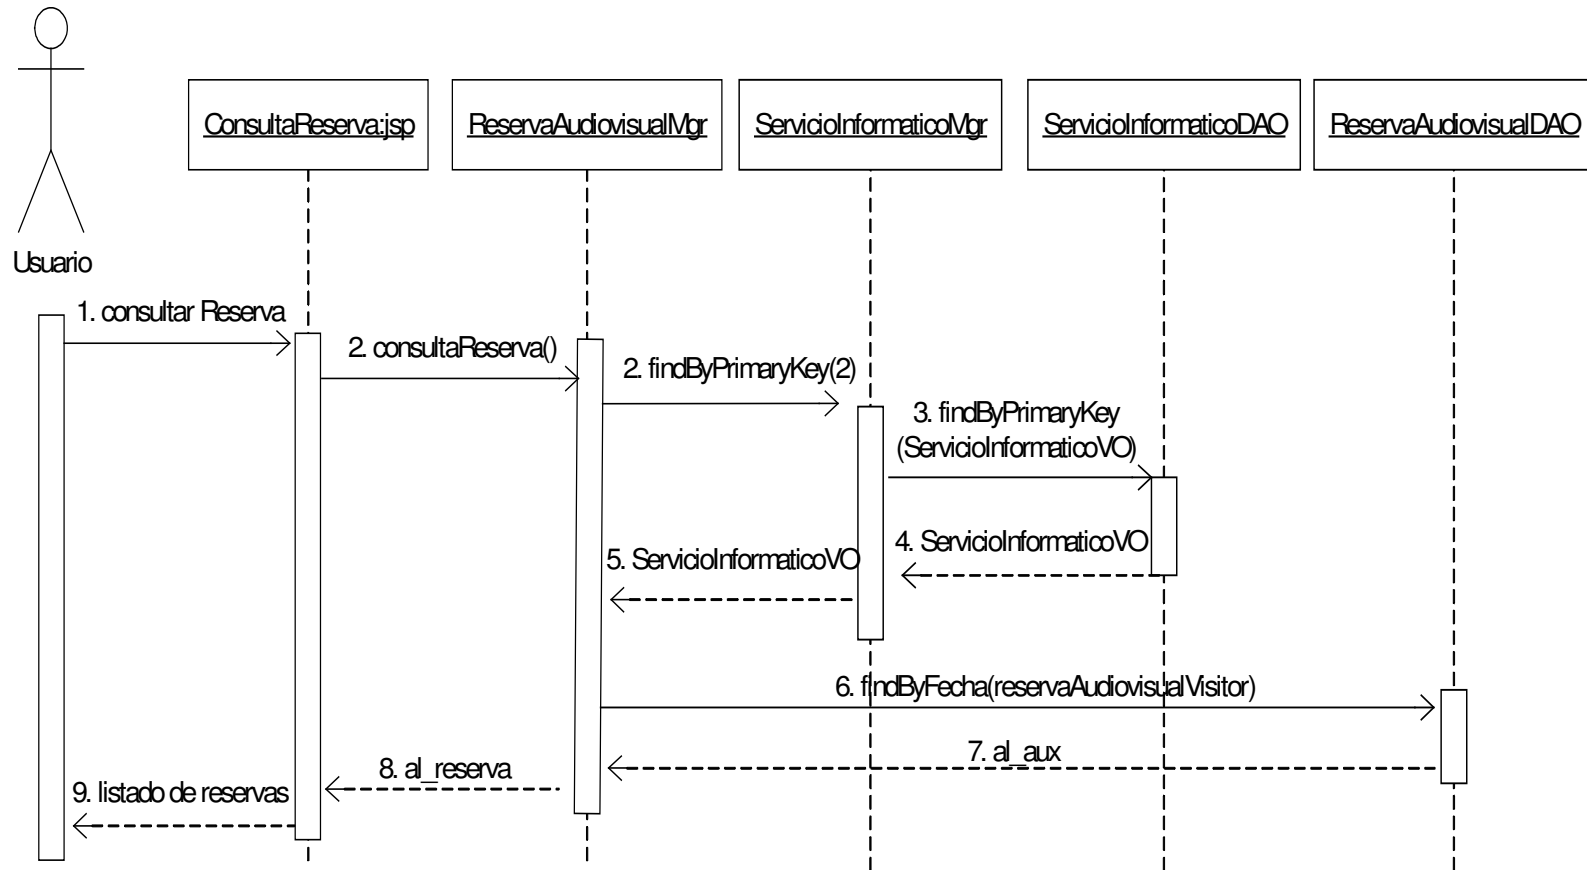 ConsultaReserva:jsp
ReservaAudiovisualMgr
ServicioInformaticoMgr
ServicioInformaticoDAO
ReservaAudiovisualDAO
Usuario
1. consultar Reserva
2. consultaReserva()
2. findByPrimaryKey(2)
3. findByPrimaryKey
(ServicioInformaticoVO)
4. ServicioInformaticoVO
5. ServicioInformaticoVO
6. findByFecha(reservaAudiovisualVisitor)
7. al_aux
8. al_reserva
9. listado de reservas